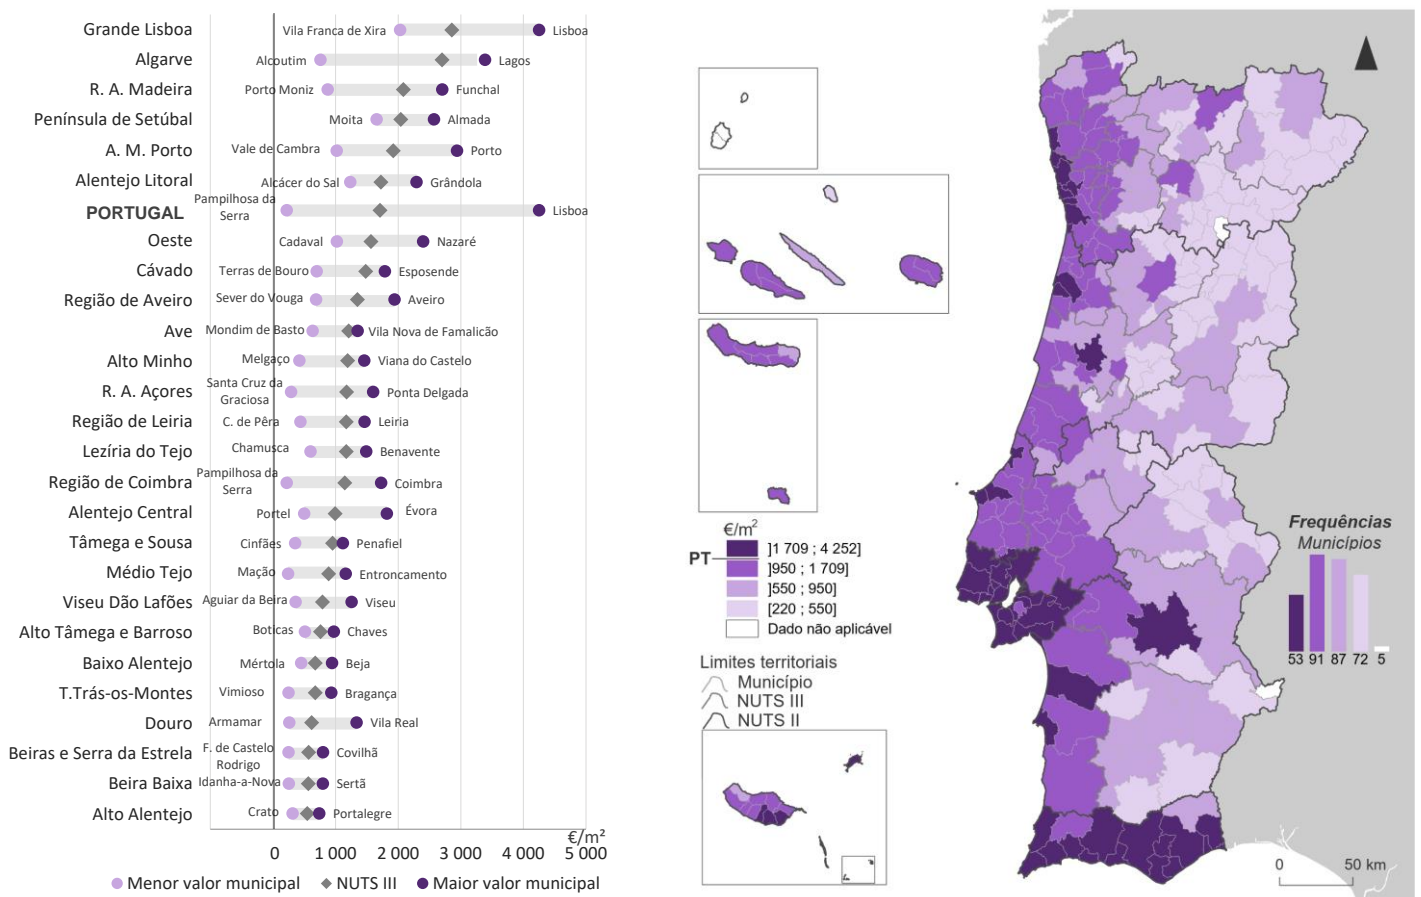 Grande Lisboa Vila Franca de Xira Lisboa
Algarve Alcoutim Lagos
R. A. Madeira Porto Moniz Funchal
Península de Setúbal Moita Almada
A. M. Porto Vale de Cambra Porto
Alentejo Litoral Alcácer do Sal Grândola
PORTUGAL Pampilhosa da Serra Lisboa
Oeste Cadaval Nazaré
Cávado Terras de Bouro Esposende
Região de Aveiro Sever do Vouga Aveiro
Ave Mondim de Basto Vila Nova de Famalicão
Alto Minho Melgaço Viana do Castelo
R. A. Açores Santa Cruz da Graciosa Ponta Delgada
Região de Leiria C. de Pêra Leiria
Lezíria do Tejo Chamusca Benavente
Região de Coimbra Pampilhosa da Serra Coimbra
Alentejo Central Portel Évora
Tâmega e Sousa Cinfães Penafiel
Médio Tejo Mação Entroncamento
Viseu Dão Lafões Aguiar da Beira Viseu
Alto Tâmega e Barroso Boticas Chaves
Baixo Alentejo Mértola Beja
T.Trás-os-Montes Vimioso Bragança
Douro Armamar Vila Real
Beiras e Serra da Estrela F. de Castelo Rodrigo Covilhã
Beira Baixa Idanha-a-Nova Sertã
Alto Alentejo Crato Portalegre
€/m²
0 1 000 2 000 3 000 4 000 5 000
Menor valor municipal NUTS III Maior valor municipal
€/m²
]1 709 ; 4 252]
PT
]950 ; 1 709]
]550 ; 950]
[220 ; 550]
Dado não aplicável
Limites territoriais
Município
NUTS III
NUTS II
Frequências
Municípios
53 91 87 72 5
0 50 km